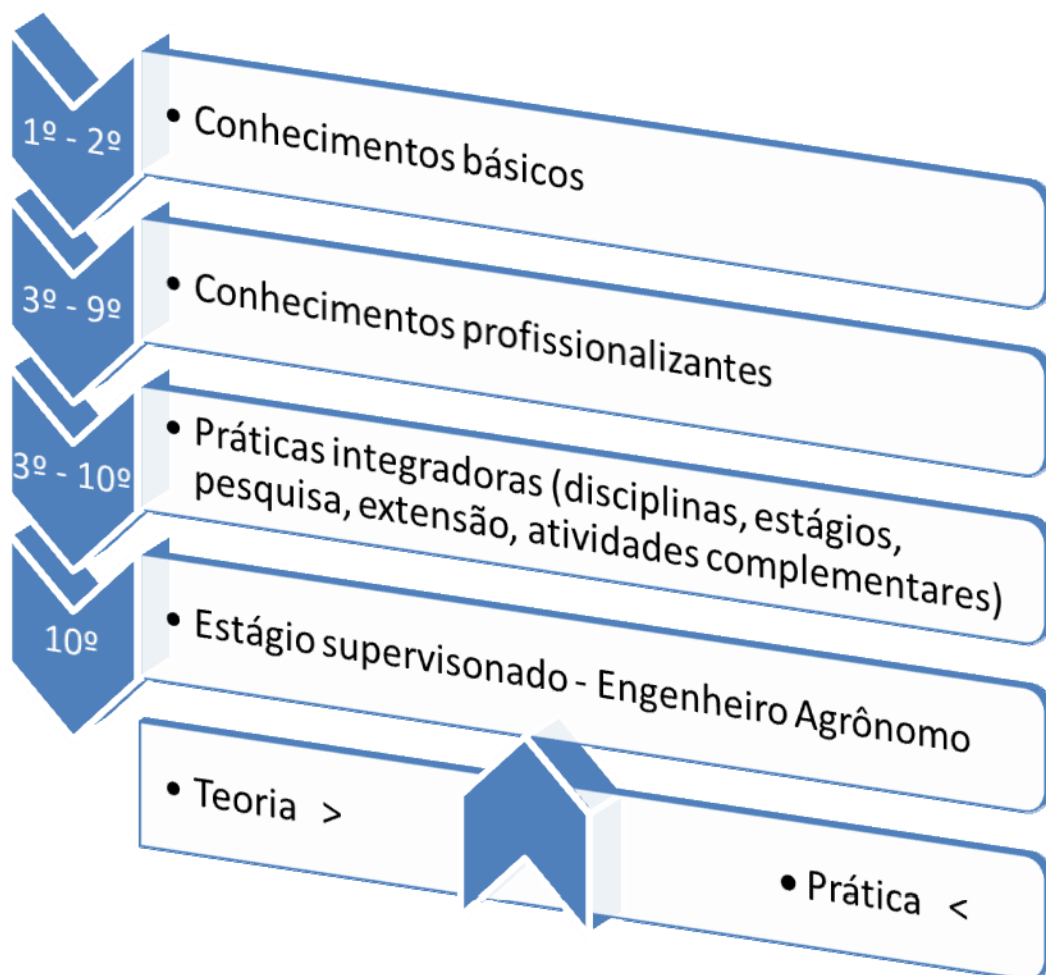 1º - 2º
• Conhecimentos básicos
3º - 9º
• Conhecimentos profissionalizantes
3º - 10º
• Práticas integradoras (disciplinas, estágios,
pesquisa, extensão, atividades complementares)
10º
• Estágio supervisonado - Engenheiro Agrônomo
• Teoria >
• Prática <